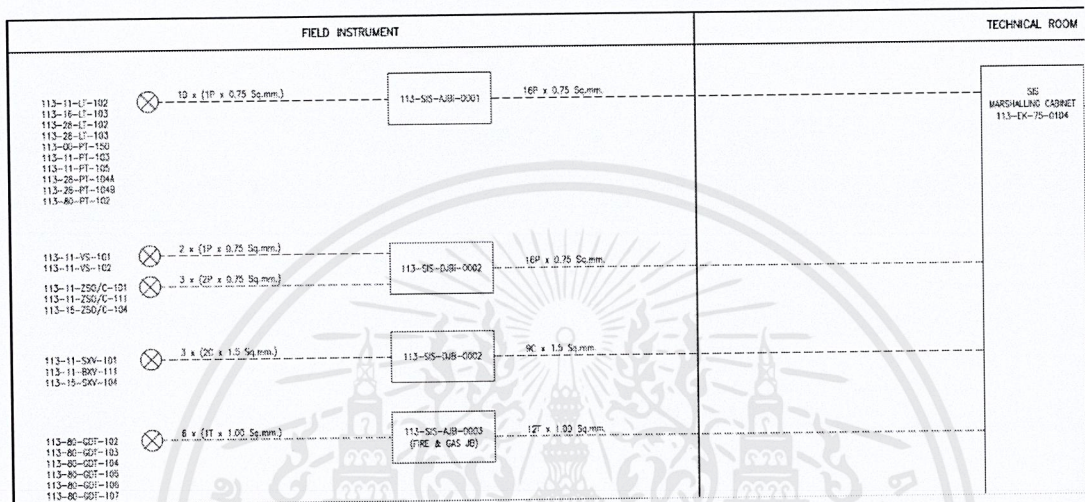 FIELD INSTRUMENT
TECHNICAL ROOM
113-11-LT-102
113-16-LT-103
113-28-LT-102
113-28-LT-103
113-00-PT-150
113-11-PT-103
113-11-PT-105
113-28-PT-104A
113-28-PT-104B
113-80-PT-102
10 x (1P x 0.75 Sq.mm.)
113-SIS-AJBI-0001
16P x 0.75 Sq.mm.
SIS
MARSHALLING CABINET
113-EK-75-0104
113-11-VS-101
113-11-VS-102
2 x (1P x 0.75 Sq.mm.)
113-11-ZSO/C-101
113-11-ZSO/C-111
113-15-ZSO/C-104
3 x (2P x 0.75 Sq.mm.)
113-SIS-DJBI-0002
16P x 0.75 Sq.mm.
113-11-SXV-101
113-11-BXV-111
113-15-SXV-104
3 x (2C x 1.5 Sq.mm.)
113-SIS-DJB-0002
9C x 1.5 Sq.mm.
113-80-GDT-102
113-80-GDT-103
113-80-GDT-104
113-80-GDT-105
113-80-GDT-106
113-80-GDT-107
6 x (1T x 1.00 Sq.mm.)
113-SIS-AJB-0003
(FIRE & GAS JB)
12T x 1.00 Sq.mm.